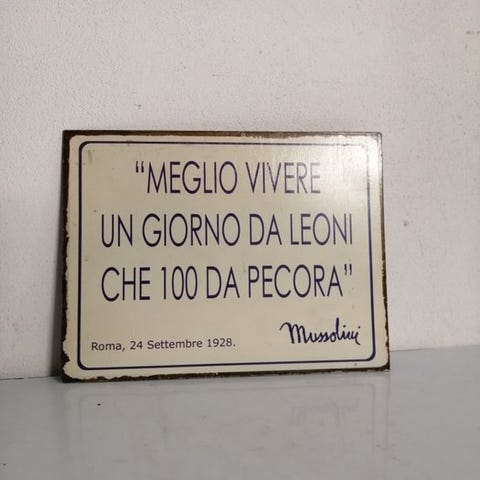 “MEGLIO VIVERE
UN GIORNO DA LEONI
CHE 100 DA PECORA”
Roma, 24 Settembre 1928.
Mussolini